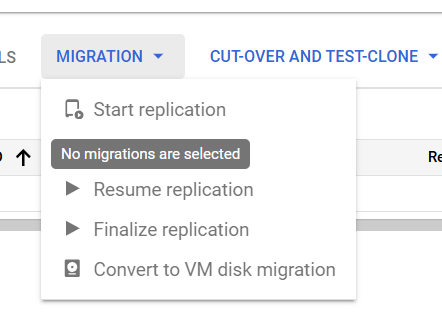 LS
MIGRATION
CUT-OVER AND TEST-CLONE
Start replication
No migrations are selected
Re
Resume replication
Finalize replication
Convert to VM disk migration